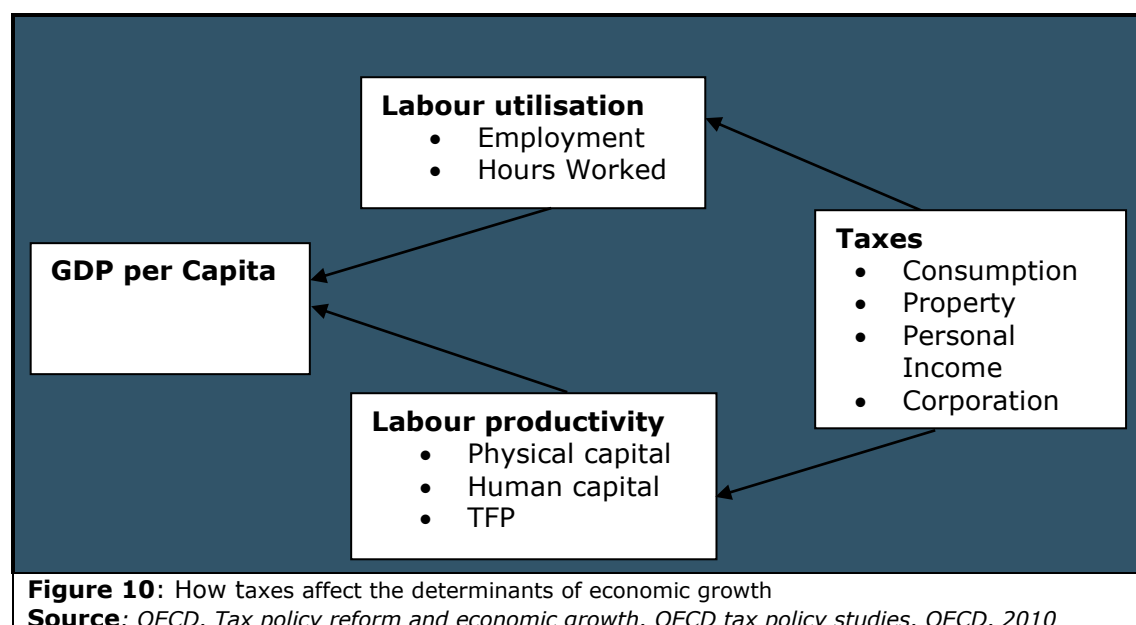 Labour utilisation
• Employment
• Hours Worked
GDP per Capita
Taxes
• Consumption
• Property
• Personal
Income
• Corporation
Labour productivity
• Physical capital
• Human capital
• TFP
Figure 10: How taxes affect the determinants of economic growth
Source: OECD, Tax policy reform and economic growth, OECD tax policy studies, OECD, 2010